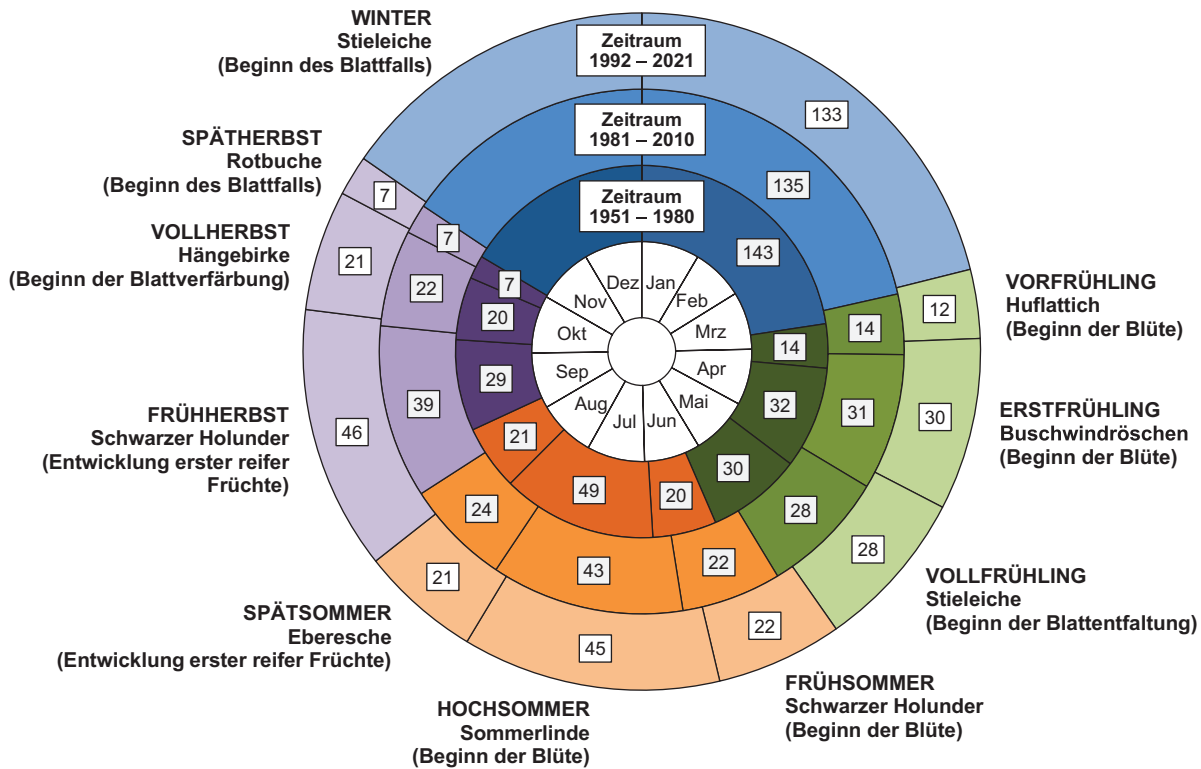 WINTER
Stieleiche
(Beginn des Blattfalls)
Zeitraum
1992 – 2021
133
Zeitraum
1981 – 2010
135
Zeitraum
1951 – 1980
143
SPÄTHERBST
Rotbuche
(Beginn des Blattfalls)
7
7
7
VOLLHERBST
Hängebirke
(Beginn der Blattverfärbung)
21
22
20
FRÜHHERBST
Schwarzer Holunder
(Entwicklung erster reifer
Früchte)
46
39
29
SPÄTSOMMER
Eberesche
(Entwicklung erster reifer Früchte)
21
24
21
HOCHSOMMER
Sommerlinde
(Beginn der Blüte)
45
43
49
FRÜHSOMMER
Schwarzer Holunder
(Beginn der Blüte)
22
22
20
VOLLFRÜHLING
Stieleiche
(Beginn der Blattentfaltung)
28
28
30
ERSTFRÜHLING
Buschwindröschen
(Beginn der Blüte)
30
31
32
VORFRÜHLING
Huflattich
(Beginn der Blüte)
12
14
14
Jan
Feb
Mrz
Apr
Mai
Jun
Jul
Aug
Sep
Okt
Nov
Dez